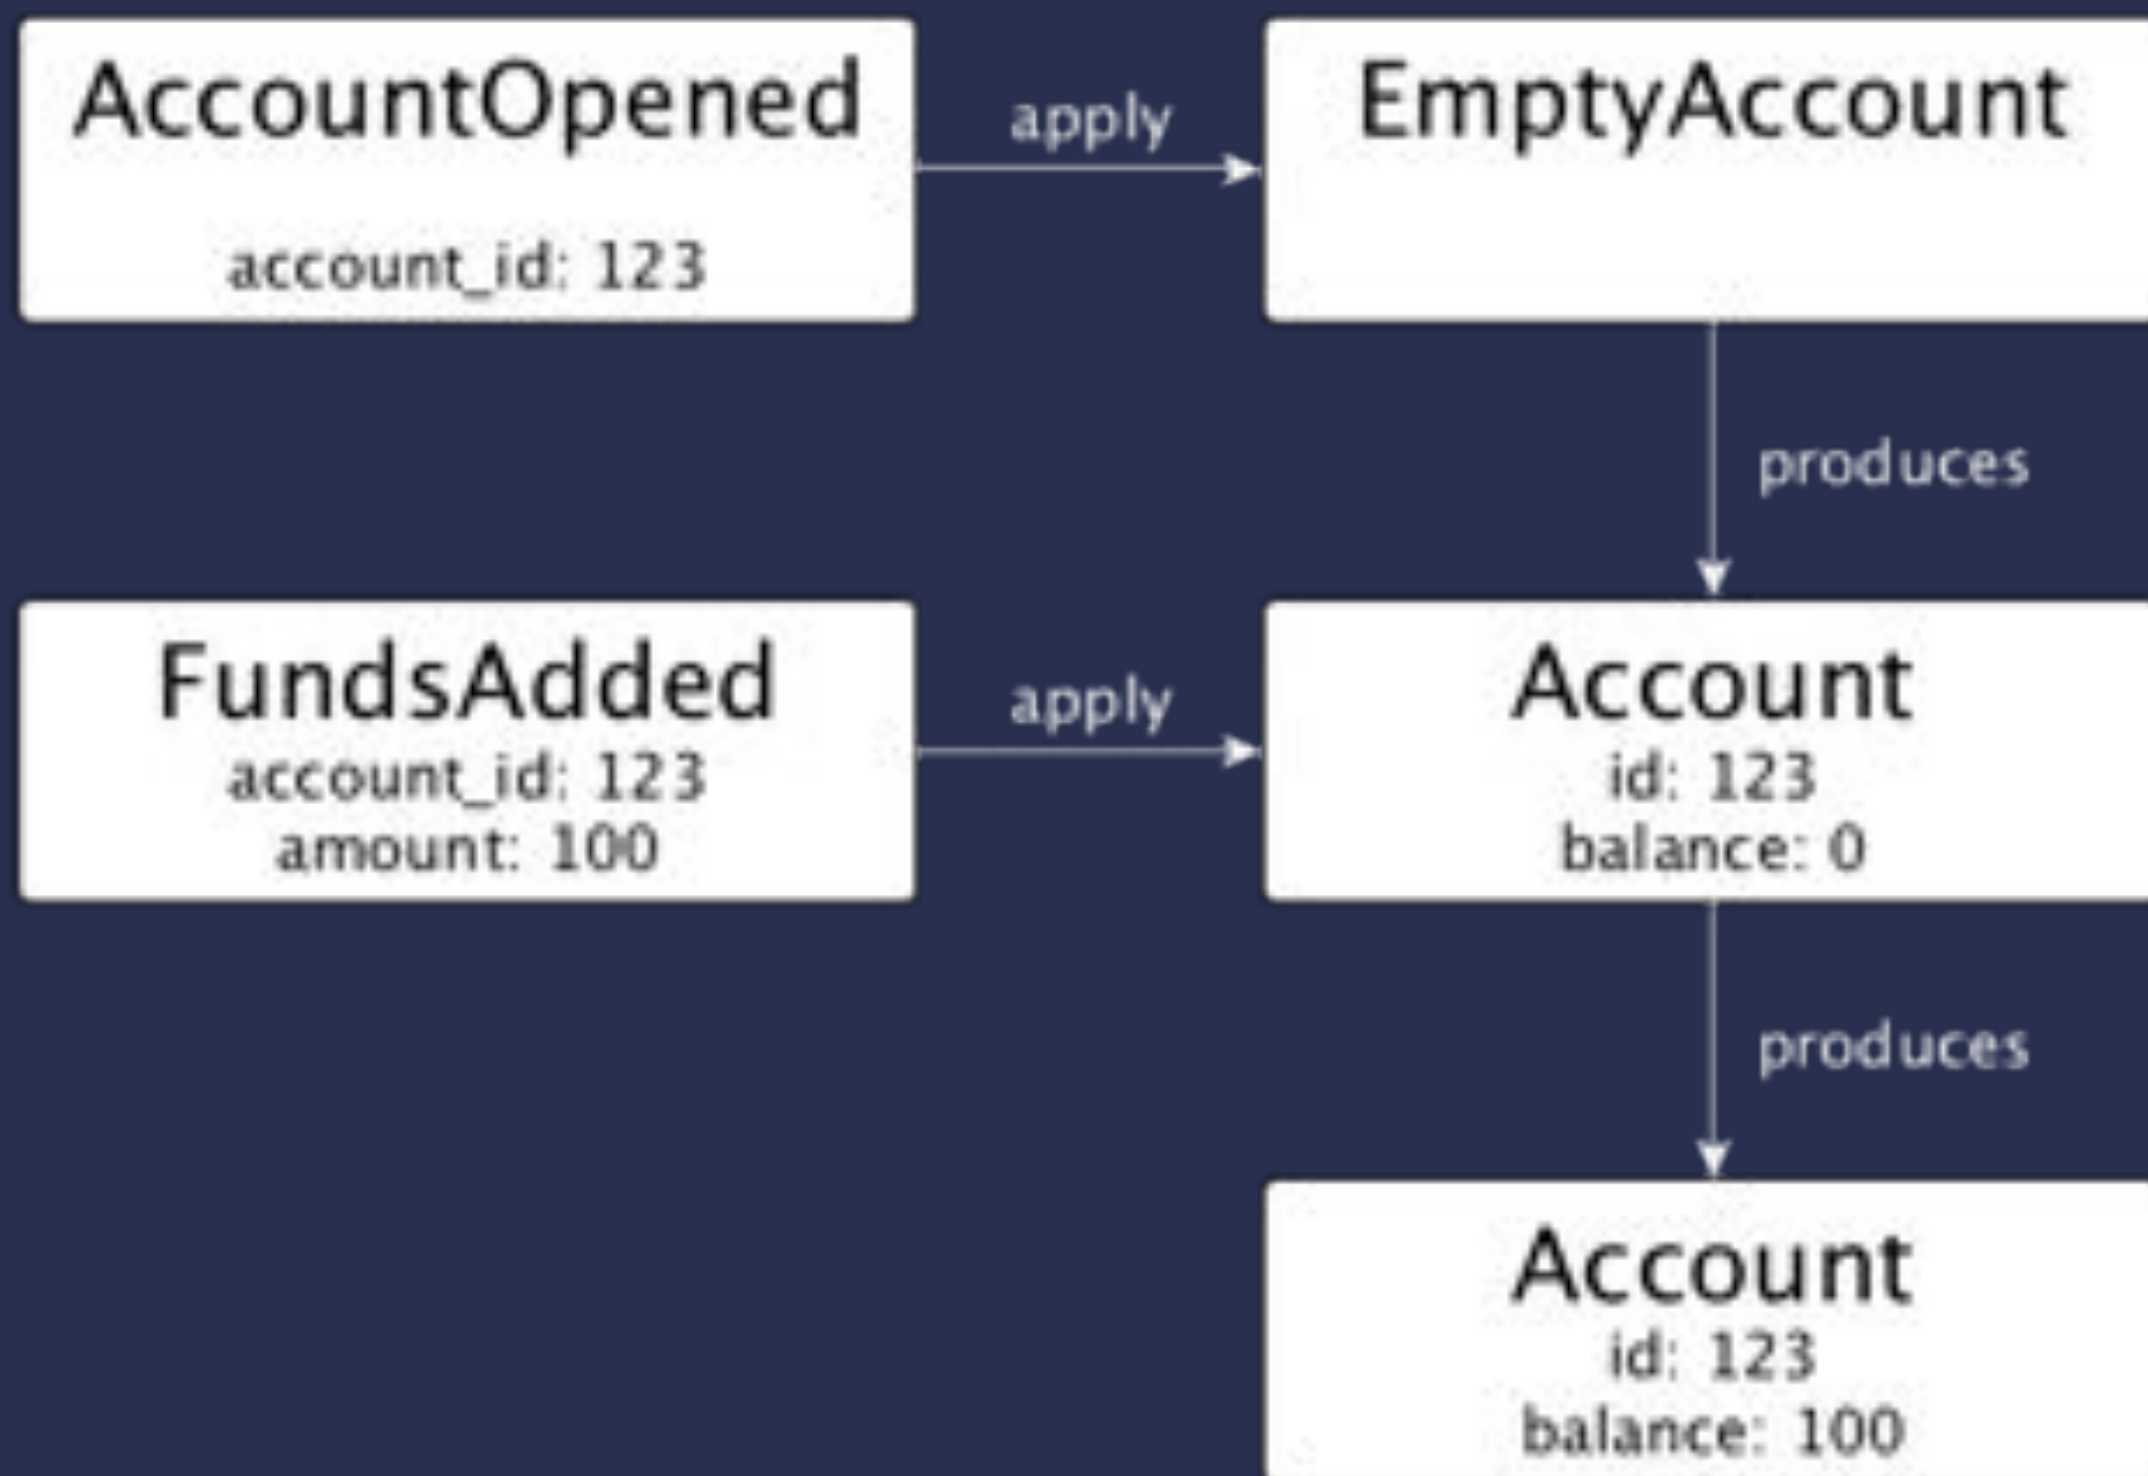 AccountOpened
account_id: 123
apply
EmptyAccount
produces
FundsAdded
account_id: 123
amount: 100
apply
Account
id: 123
balance: 0
produces
Account
id: 123
balance: 100